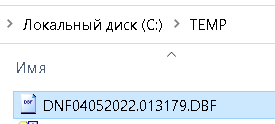 Локальный диск (C:) > TEMP
Имя
DNF04052022.013179.DBF